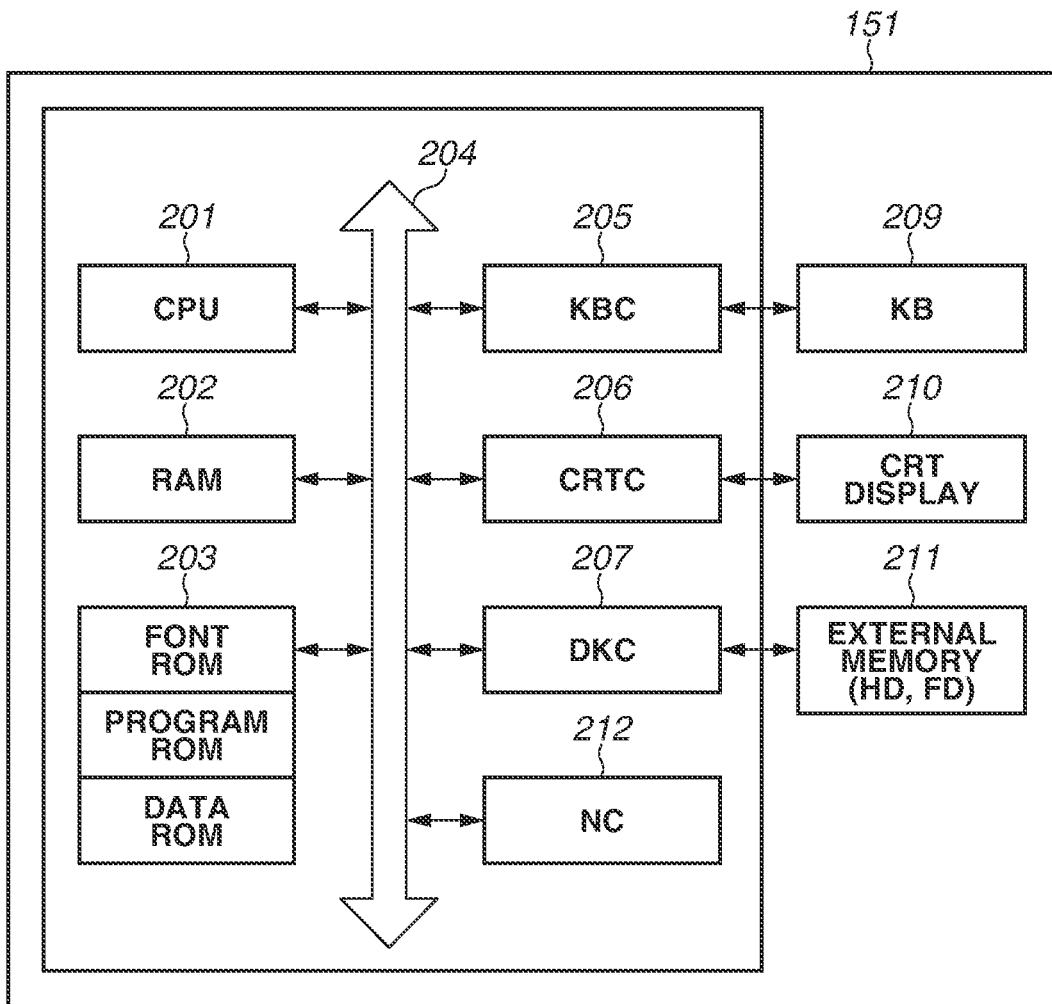 151
204
201
205
209
CPU
KBC
KB
202
206
210
RAM
CRTC
CRT
DISPLAY
203
207
211
FONT
ROM
DKC
EXTERNAL
MEMORY
(HD, FD)
PROGRAM
ROM
212
DATA
ROM
NC